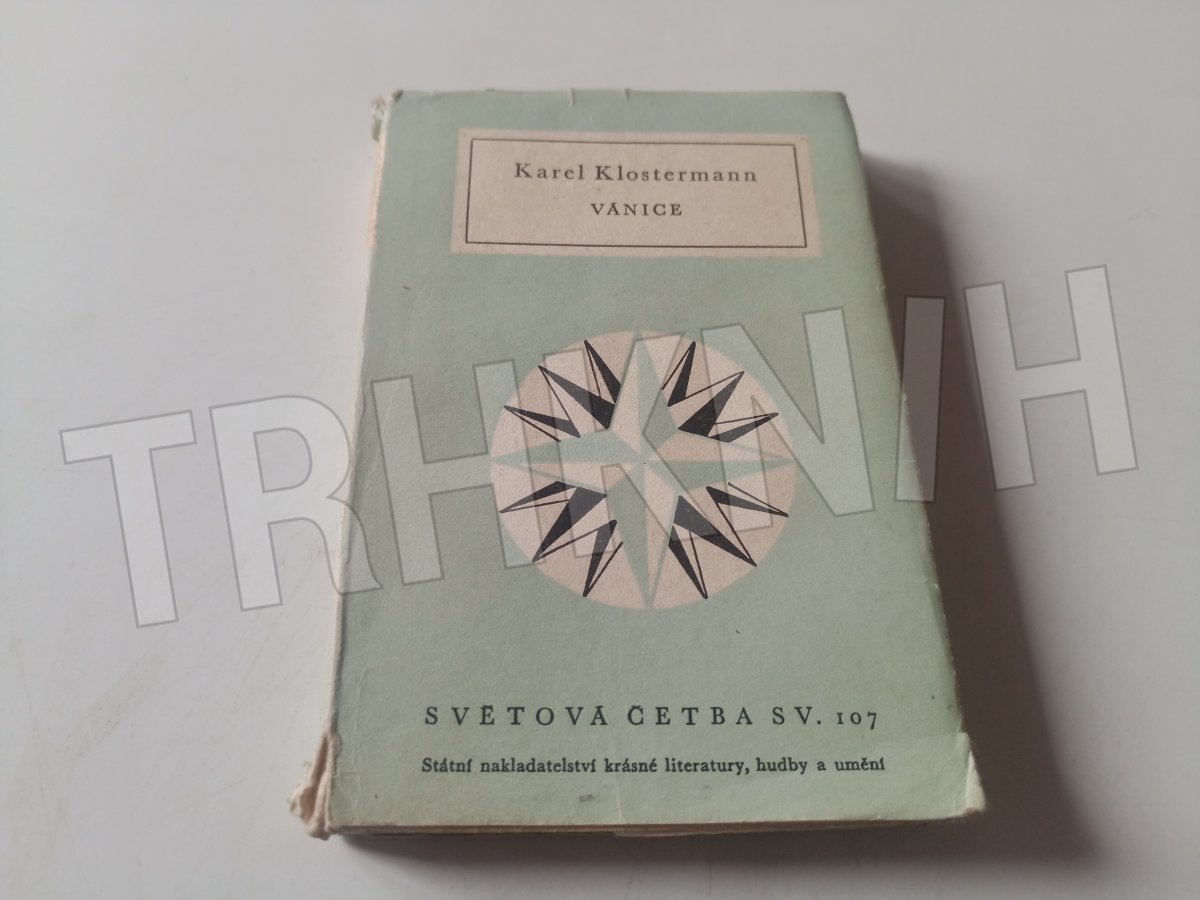 Karel Klostermann
VÁNICE
TRHKNIH
SVĚTOVÁ ČETBA SV. 107
Státní nakladatelství krásné literatury, hudby a umění